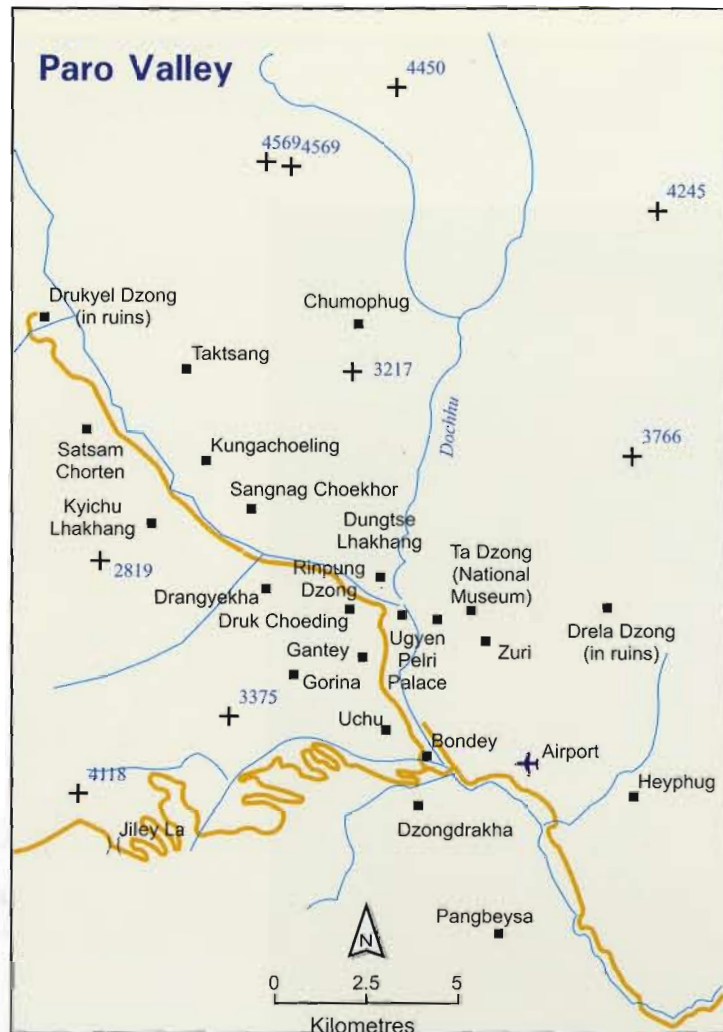 Paro Valley
4450
4569
4569
4245
Drukyel Dzong
(in ruins)
Chumophug
Taktsang
3217
Dochhu
Satsam
Chorten
Kungachoeling
3766
Kyichu
Lhakhang
Sangnag Choekhor
Dungtse
Lhakhang
Ta Dzong
(National
Museum)
2819
Rinpung
Dzong
Drangyekha
Druk Choeding
Ugyen
Pelri
Palace
Zuri
Drela Dzong
(in ruins)
Gantey
Gorina
3375
Uchu
Bondey
Airport
4118
Heyphug
Jiley La
Dzongdrakha
Pangbeysa
N
0 2.5 5
Kilometres